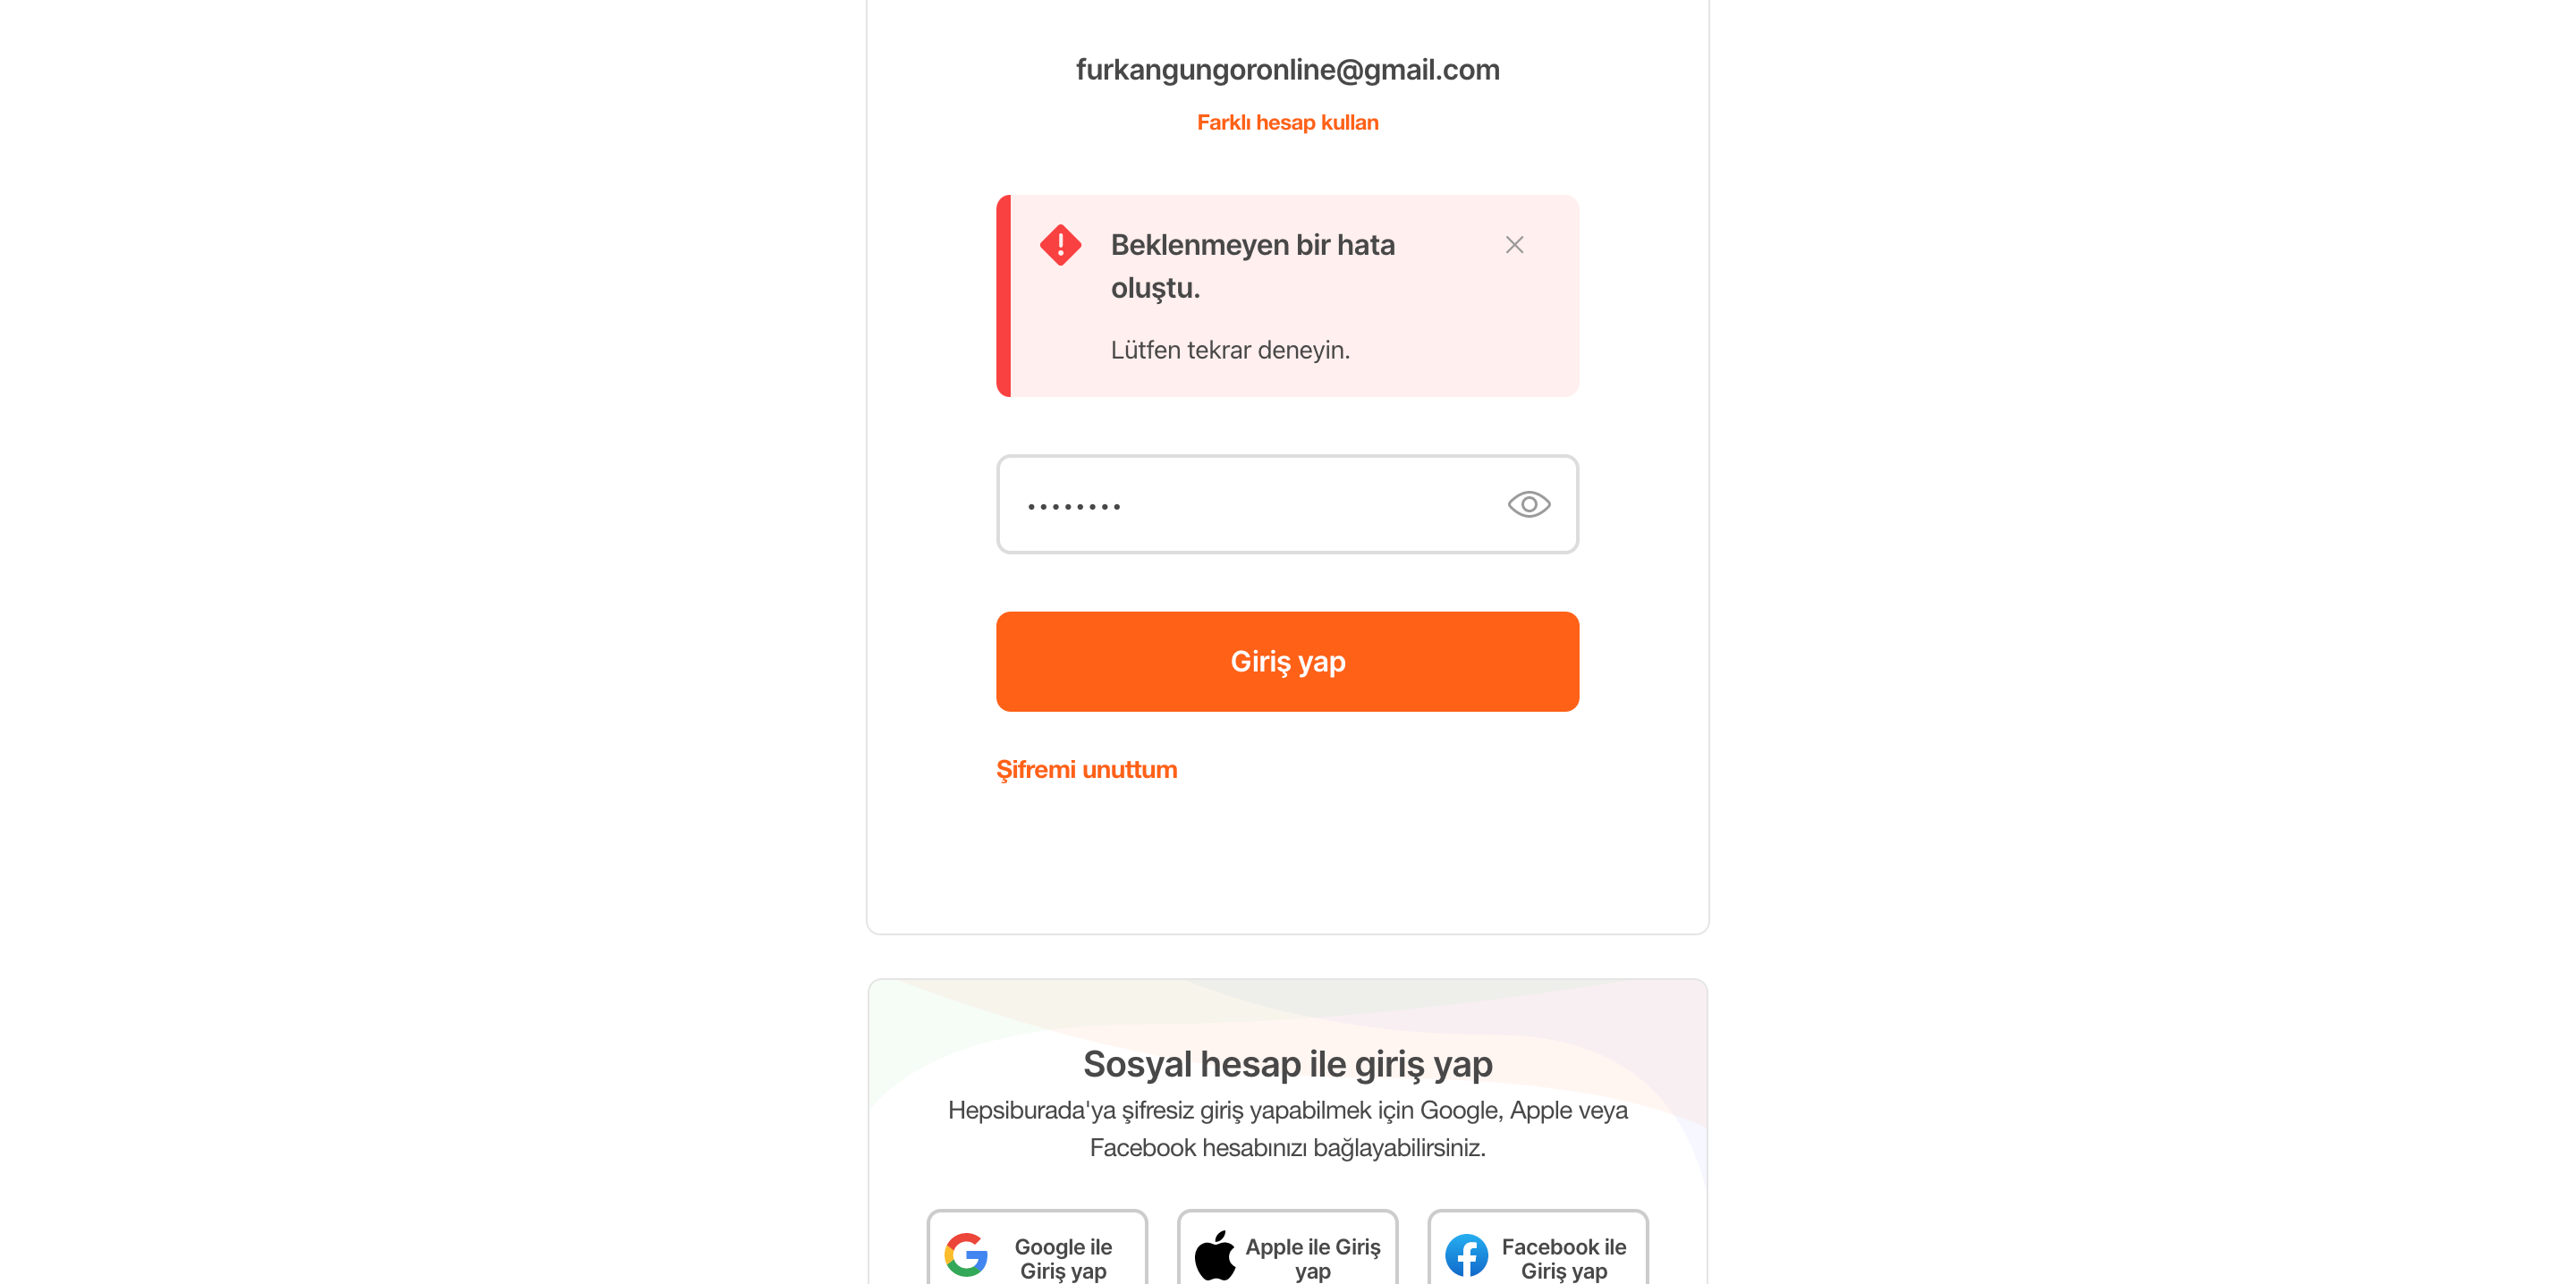 furkangungoronline@gmail.com
Farklı hesap kullan
Beklenmeyen bir hata
oluştu.
Lütfen tekrar deneyin.
••••••••
Giriş yap
Şifremi unuttum
Sosyal hesap ile giriş yap
Hepsiburada'ya şifresiz giriş yapabilmek için Google, Apple veya
Facebook hesabınızı bağlayabilirsiniz.
Google ile
Giriş yap
Apple ile Giriş
yap
Facebook ile
Giriş yap